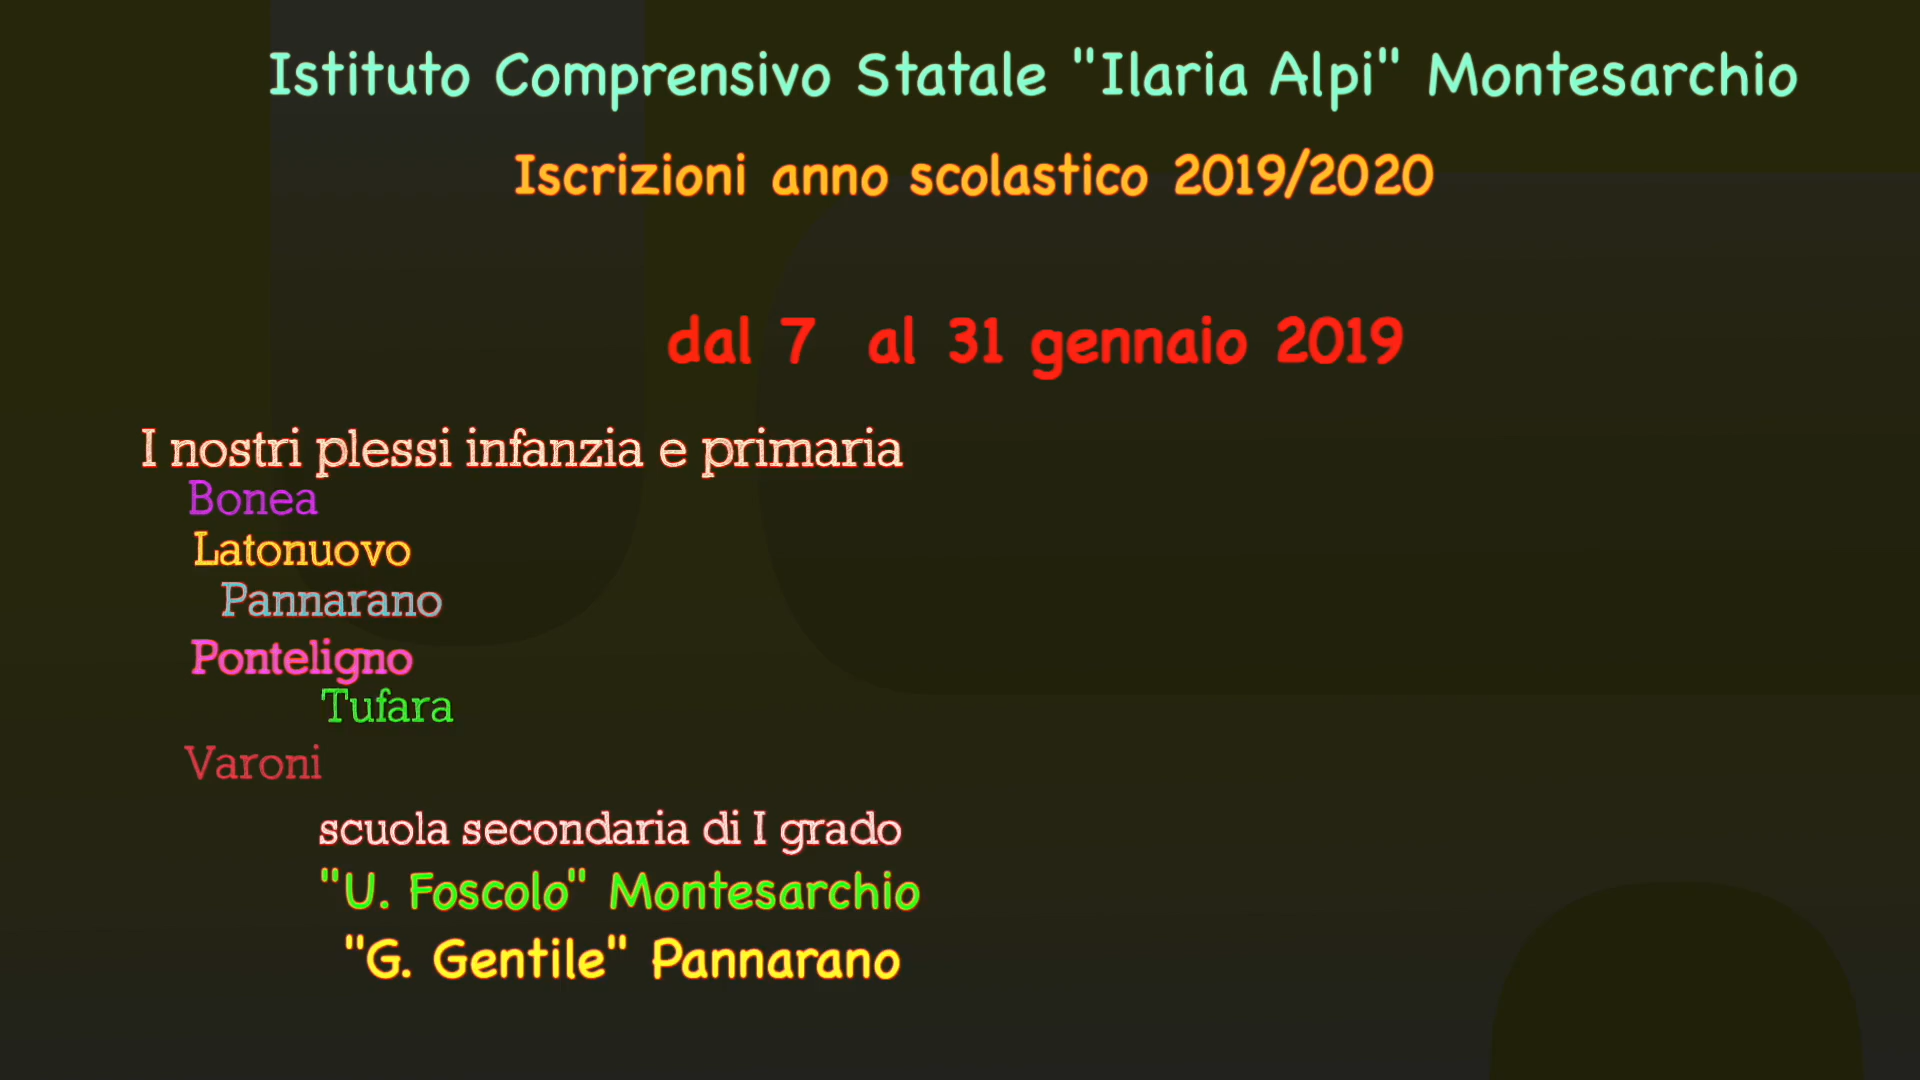 Istituto Comprensivo Statale "Ilaria Alpi" Montesarchio
Iscrizioni anno scolastico 2019/2020
dal 7 al 31 gennaio 2019
I nostri plessi infanzia e primaria
Bonea
Latonuovo
Pannarano
Ponteligno
Tufara
Varoni
scuola secondaria di I grado
"U. Foscolo" Montesarchio
"G. Gentile" Pannarano